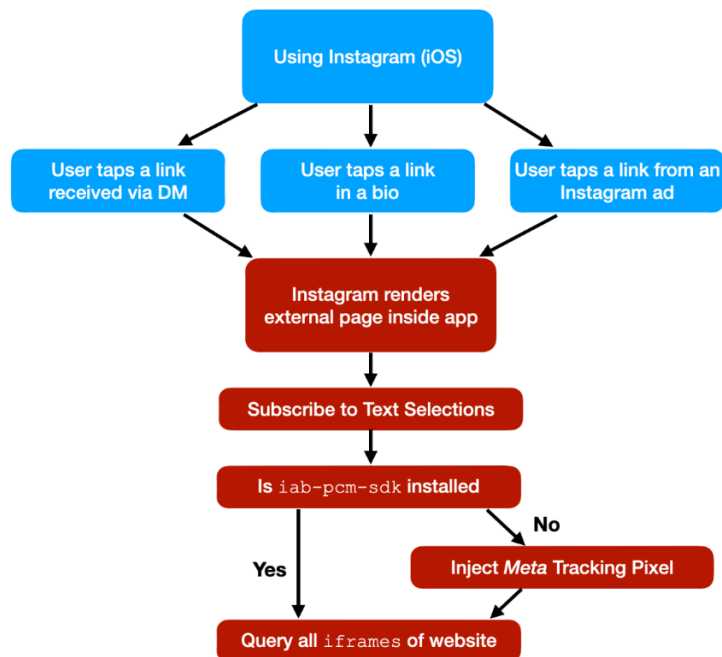 Using Instagram (iOS)
User taps a link
received via DM
User taps a link
in a bio
User taps a link from an
Instagram ad
Instagram renders
external page inside app
Subscribe to Text Selections
Is iab-pcm-sdk installed
No
Yes
Inject Meta Tracking Pixel
Query all iframes of website